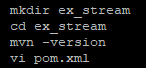 mkdir ex_stream
cd ex_stream
mvn -version
vi pom.xml